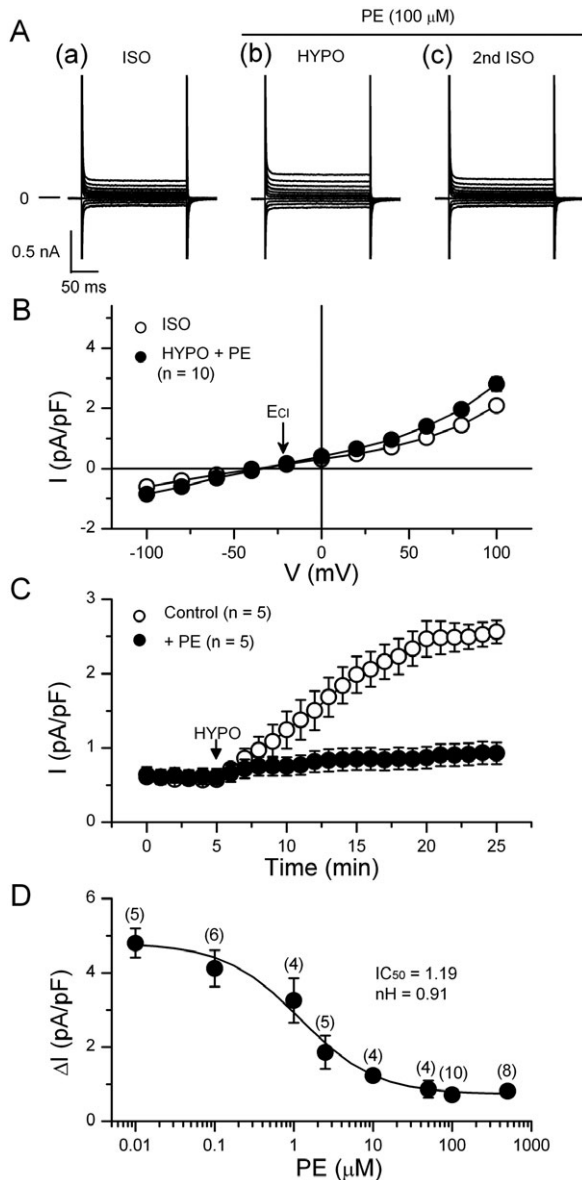 A
PE (100 µM)
(a) (b) (c)
ISO HYPO 2nd ISO
0
0.5 nA
50 ms
B
ISO
HYPO + PE
(n = 10)
ECl
I (pA/pF)
4
2
0
-2
-100 -50 0 50 100
V (mV)
C
Control (n = 5)
+ PE (n = 5)
HYPO
I (pA/pF)
3
2
1
0
0 5 10 15 20 25
Time (min)
D
(5) (6) (4) (5) (4) (4) (10) (8)
IC50 = 1.19
nH = 0.91
ΔI (pA/pF)
6
4
2
0
0.01 0.1 1 10 100 1000
PE (µM)